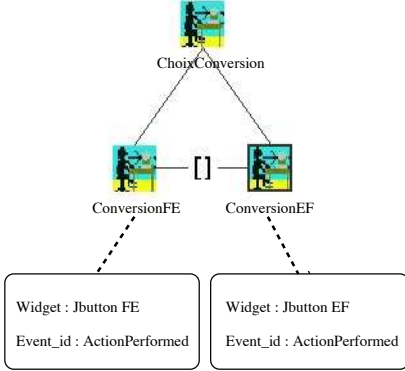 ChoixConversion
[]
ConversionFE
ConversionEF
Widget : Jbutton FE
Event_id : ActionPerformed
Widget : Jbutton EF
Event_id : ActionPerformed